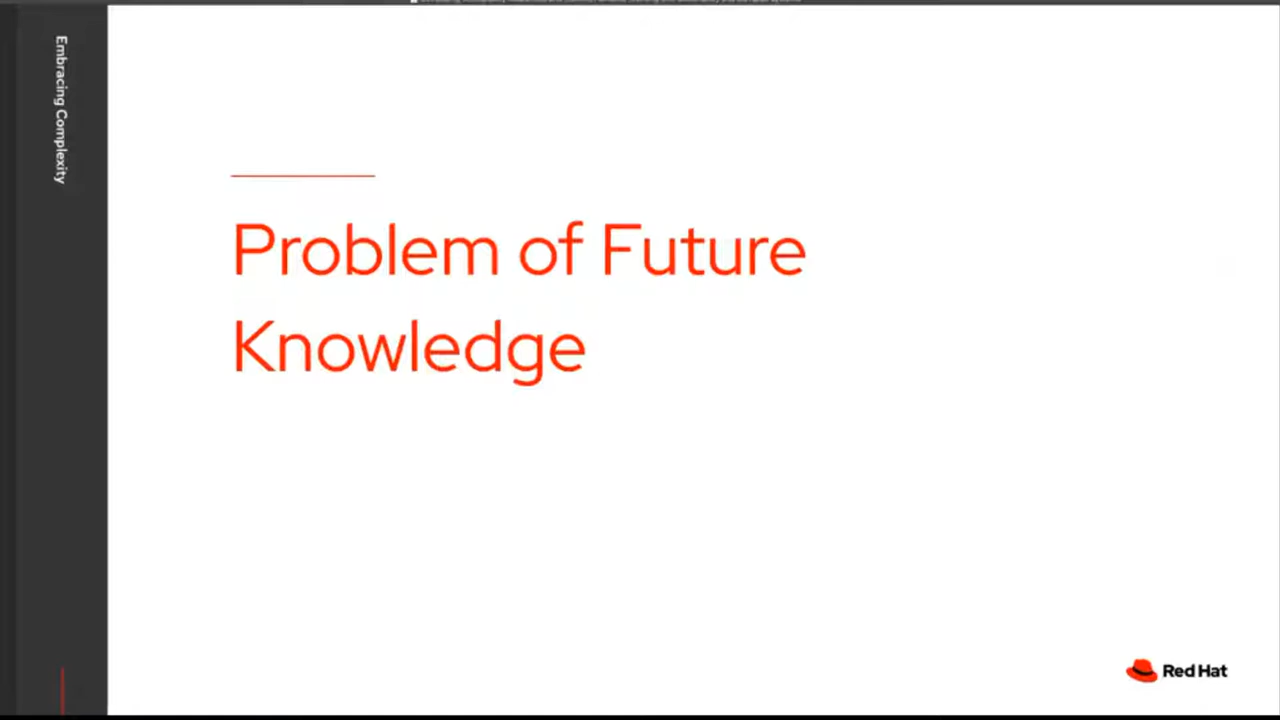 Embracing Complexity
Problem of Future
Knowledge
Red Hat